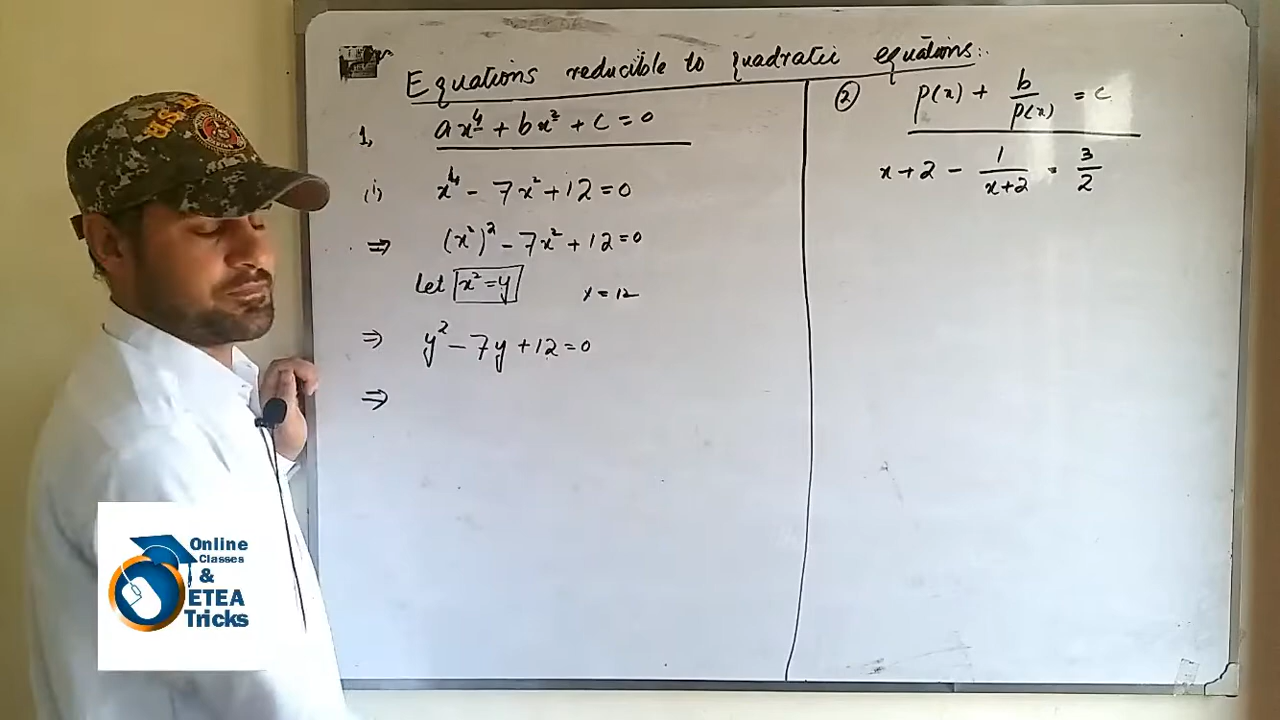 Equations reducible to quadratic equations:
1, ax⁴ + bx² + c = 0
(i) x⁴ - 7x² + 12 = 0
⇒ (x²)² - 7x² + 12 = 0
Let x² = y
x = 12
⇒ y² - 7y + 12 = 0
⇒
② p(x) + b/p(x) = c
x + 2 - 1/(x+2) = 3/2
Online
Classes
&
ETEA
Tricks